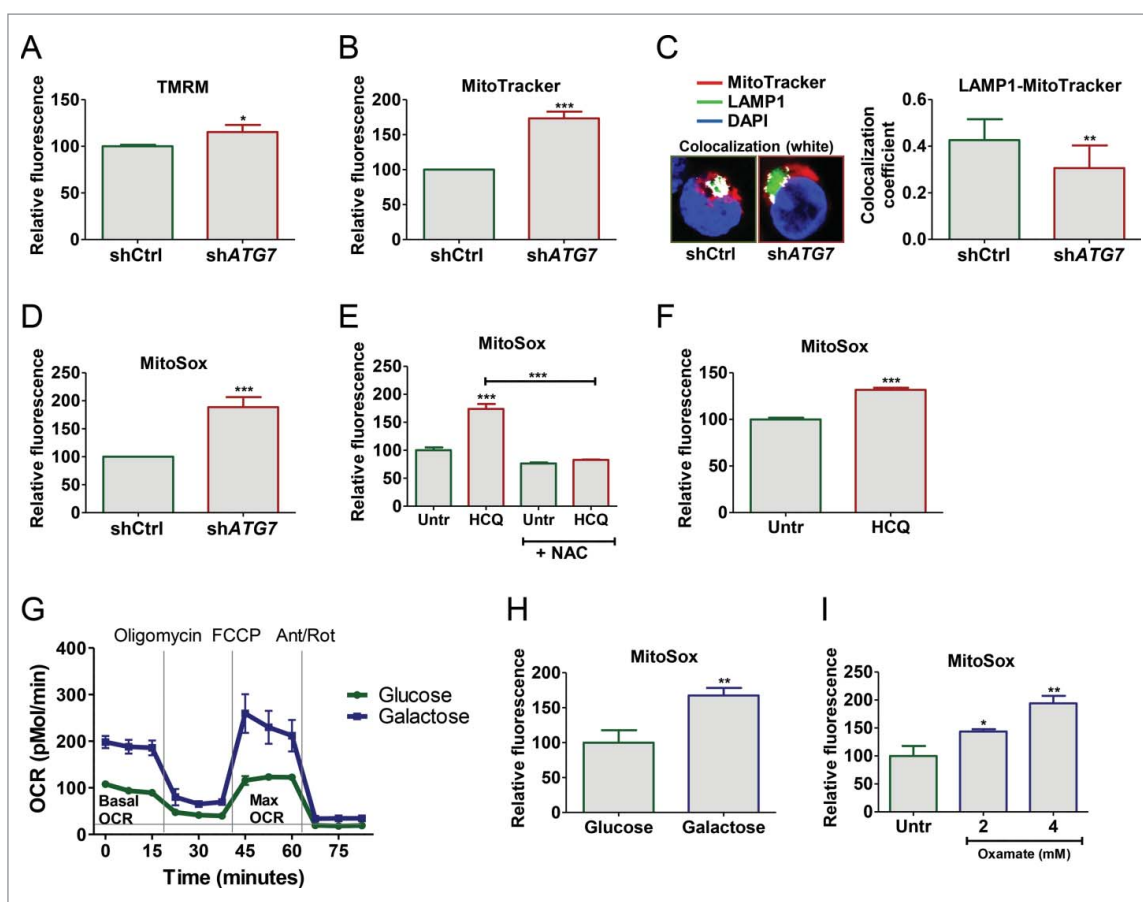 A
TMRM
Relative fluorescence
150
100
50
0
*
shCtrl
shATG7
B
MitoTracker
Relative fluorescence
200
150
100
50
0
***
shCtrl
shATG7
C
MitoTracker
LAMP1
DAPI
Colocalization (white)
shCtrl
shATG7
LAMP1-MitoTracker
Colocalization
coefficient
0.6
0.4
0.2
0.0
**
shCtrl
shATG7
D
MitoSox
Relative fluorescence
250
200
150
100
50
0
***
shCtrl
shATG7
E
MitoSox
Relative fluorescence
250
200
150
100
50
0
***
***
Untr
HCQ
Untr
HCQ
+ NAC
F
MitoSox
Relative fluorescence
150
100
50
0
***
Untr
HCQ
G
Oligomycin
FCCP
Ant/Rot
OCR (pMol/min)
400
300
200
100
0
Glucose
Galactose
Basal
OCR
Max
OCR
0
15
30
45
60
75
Time (minutes)
H
MitoSox
Relative fluorescence
200
150
100
50
0
**
Glucose
Galactose
I
MitoSox
Relative fluorescence
250
200
150
100
50
0
*
**
Untr
2
4
Oxamate (mM)